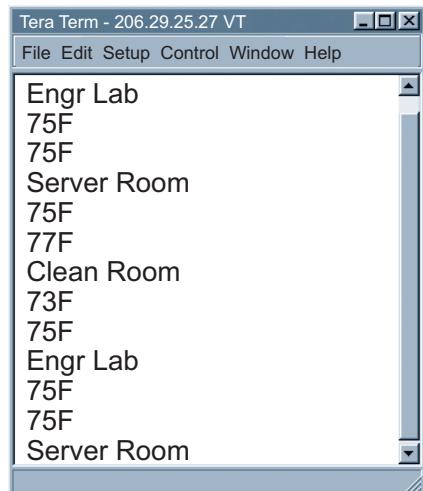 Tera Term - 206.29.25.27 VT
File Edit Setup Control Window Help
Engr Lab
75F
75F
Server Room
75F
77F
Clean Room
73F
75F
Engr Lab
75F
75F
Server Room